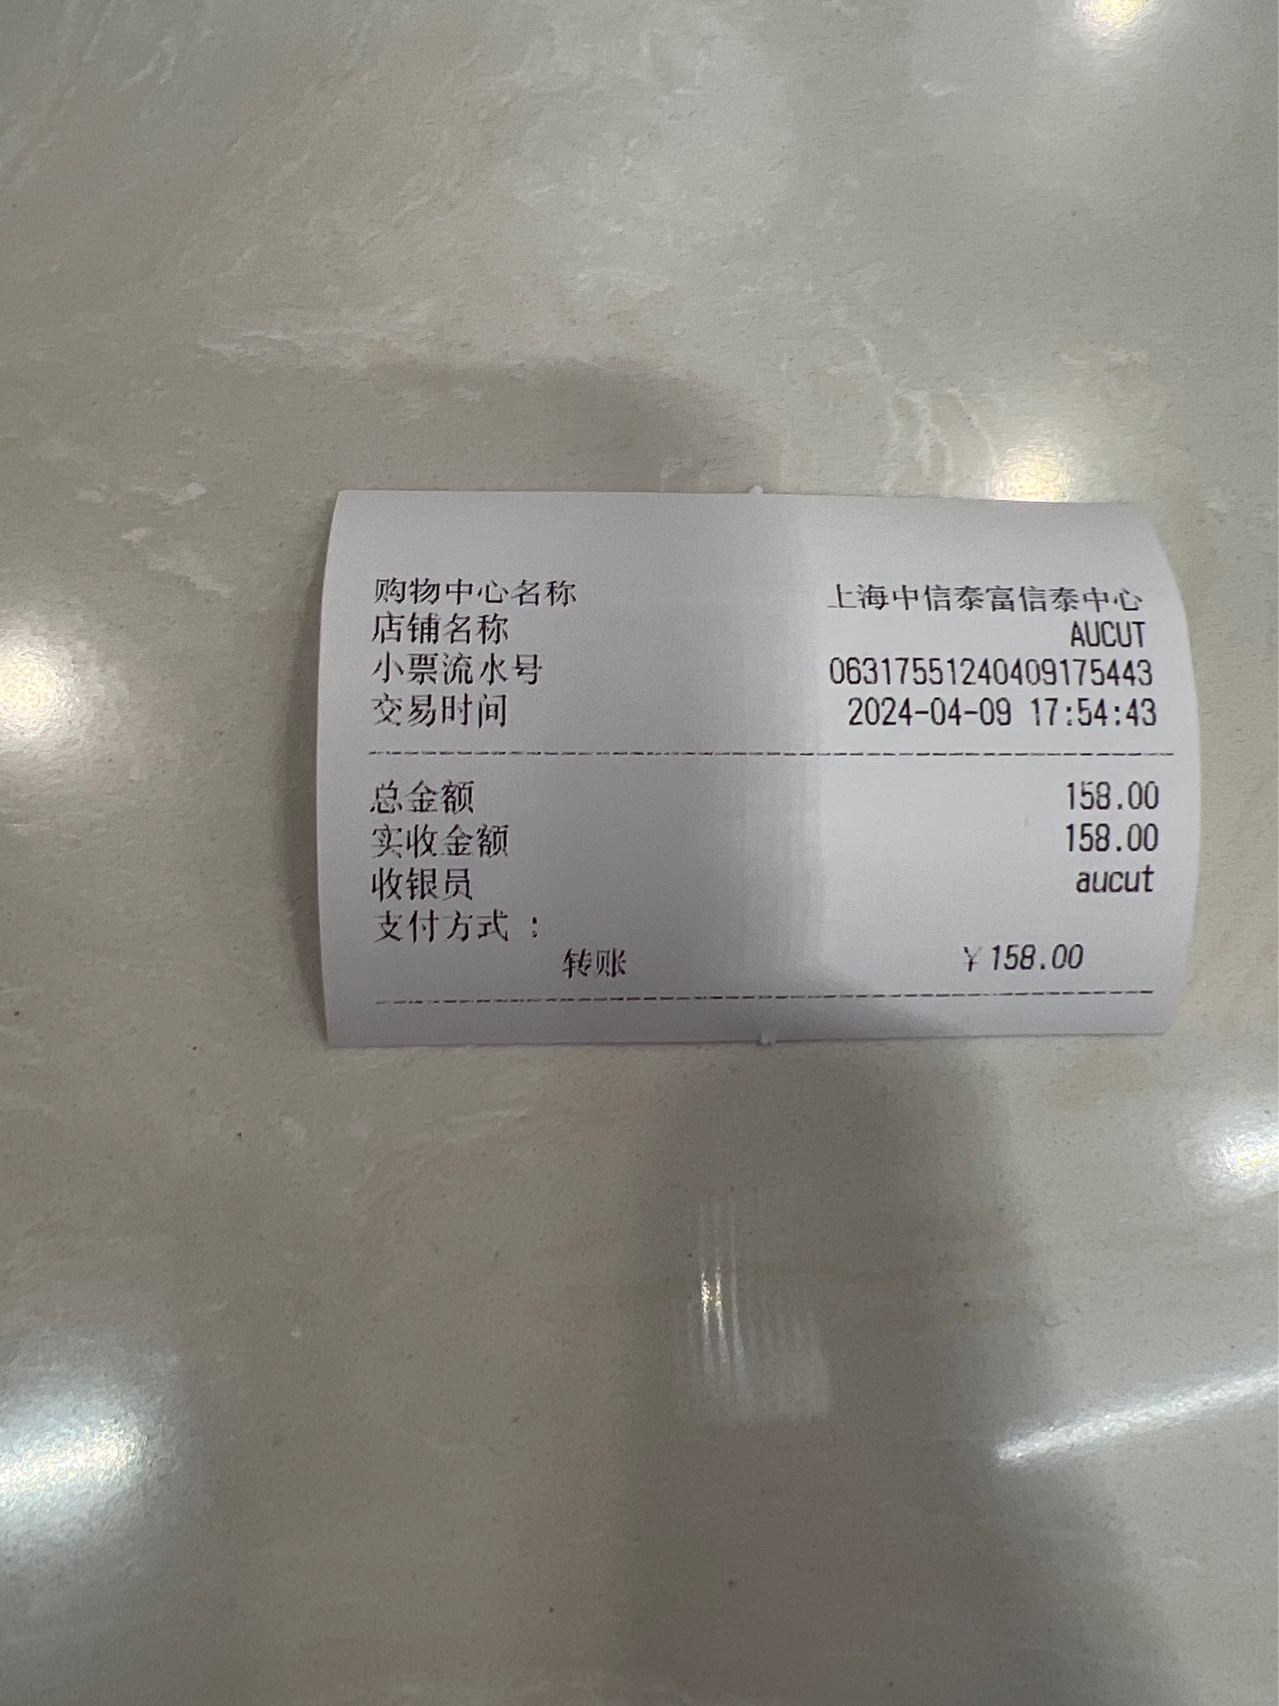 购物中心名称 上海中信泰富信泰中心
店铺名称 AUCUT
小票流水号 06317551240409175443
交易时间 2024-04-09 17:54:43
总金额 158.00
实收金额 158.00
收银员 aucut
支付方式 :
转账 ¥158.00